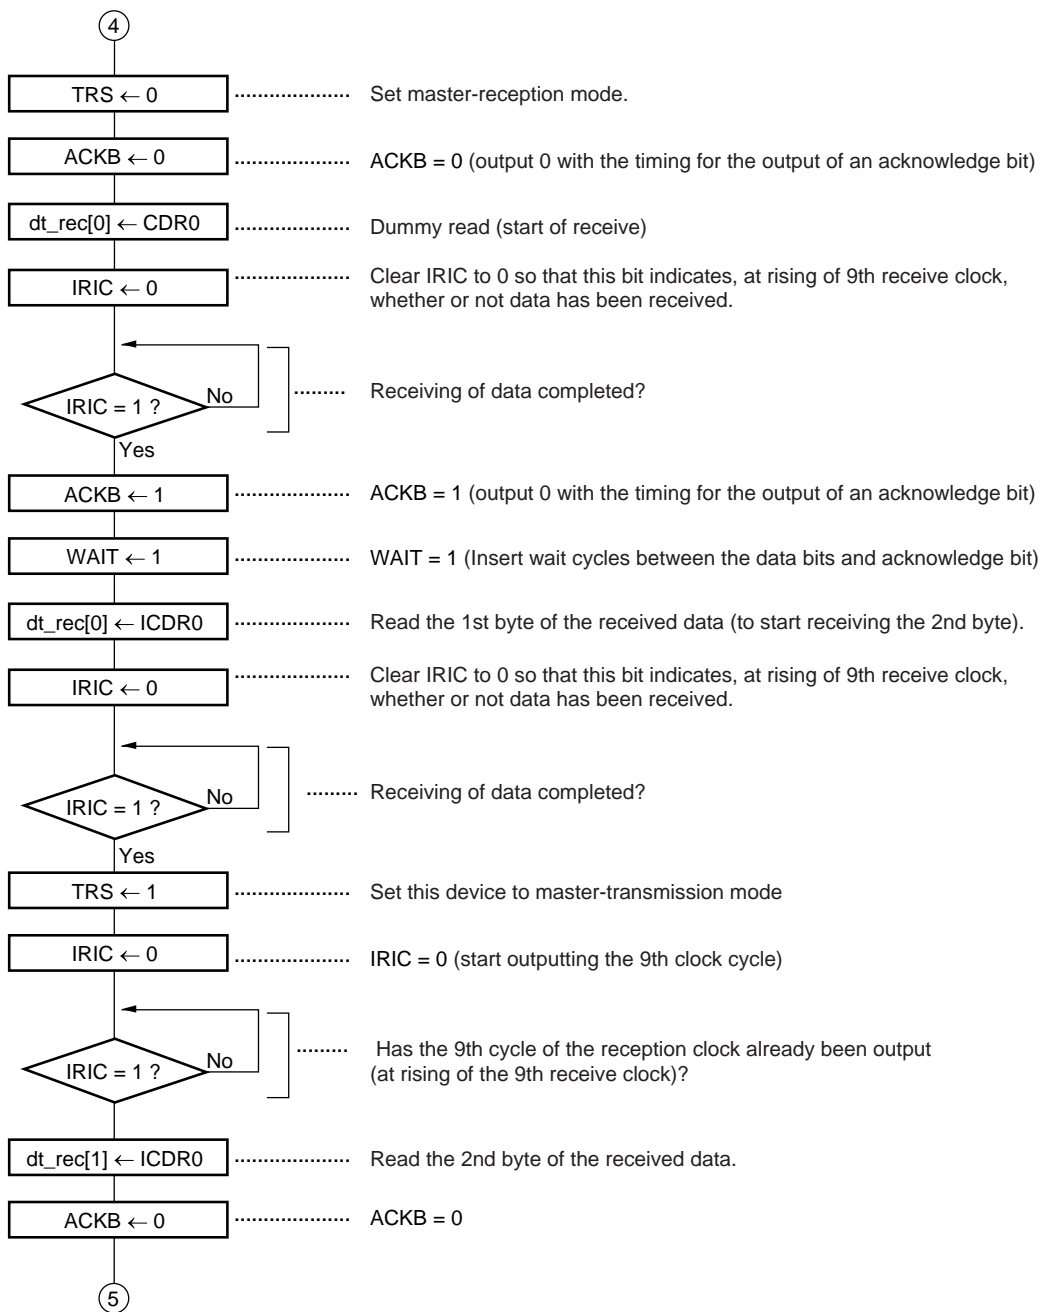 4
TRS ← 0 .................... Set master-reception mode.
ACKB ← 0 .................... ACKB = 0 (output 0 with the timing for the output of an acknowledge bit)
dt_rec[0] ← CDR0 .................... Dummy read (start of receive)
IRIC ← 0 .................... Clear IRIC to 0 so that this bit indicates, at rising of 9th receive clock,
whether or not data has been received.
IRIC = 1 ? No ......... Receiving of data completed?
Yes
ACKB ← 1 .................... ACKB = 1 (output 0 with the timing for the output of an acknowledge bit)
WAIT ← 1 .................... WAIT = 1 (Insert wait cycles between the data bits and acknowledge bit)
dt_rec[0] ← ICDR0 .................... Read the 1st byte of the received data (to start receiving the 2nd byte).
IRIC ← 0 .................... Clear IRIC to 0 so that this bit indicates, at rising of 9th receive clock,
whether or not data has been received.
IRIC = 1 ? No ......... Receiving of data completed?
Yes
TRS ← 1 .................... Set this device to master-transmission mode
IRIC ← 0 .................... IRIC = 0 (start outputting the 9th clock cycle)
IRIC = 1 ? No ......... Has the 9th cycle of the reception clock already been output
(at rising of the 9th receive clock)?
dt_rec[1] ← ICDR0 .................... Read the 2nd byte of the received data.
ACKB ← 0 .................... ACKB = 0
5